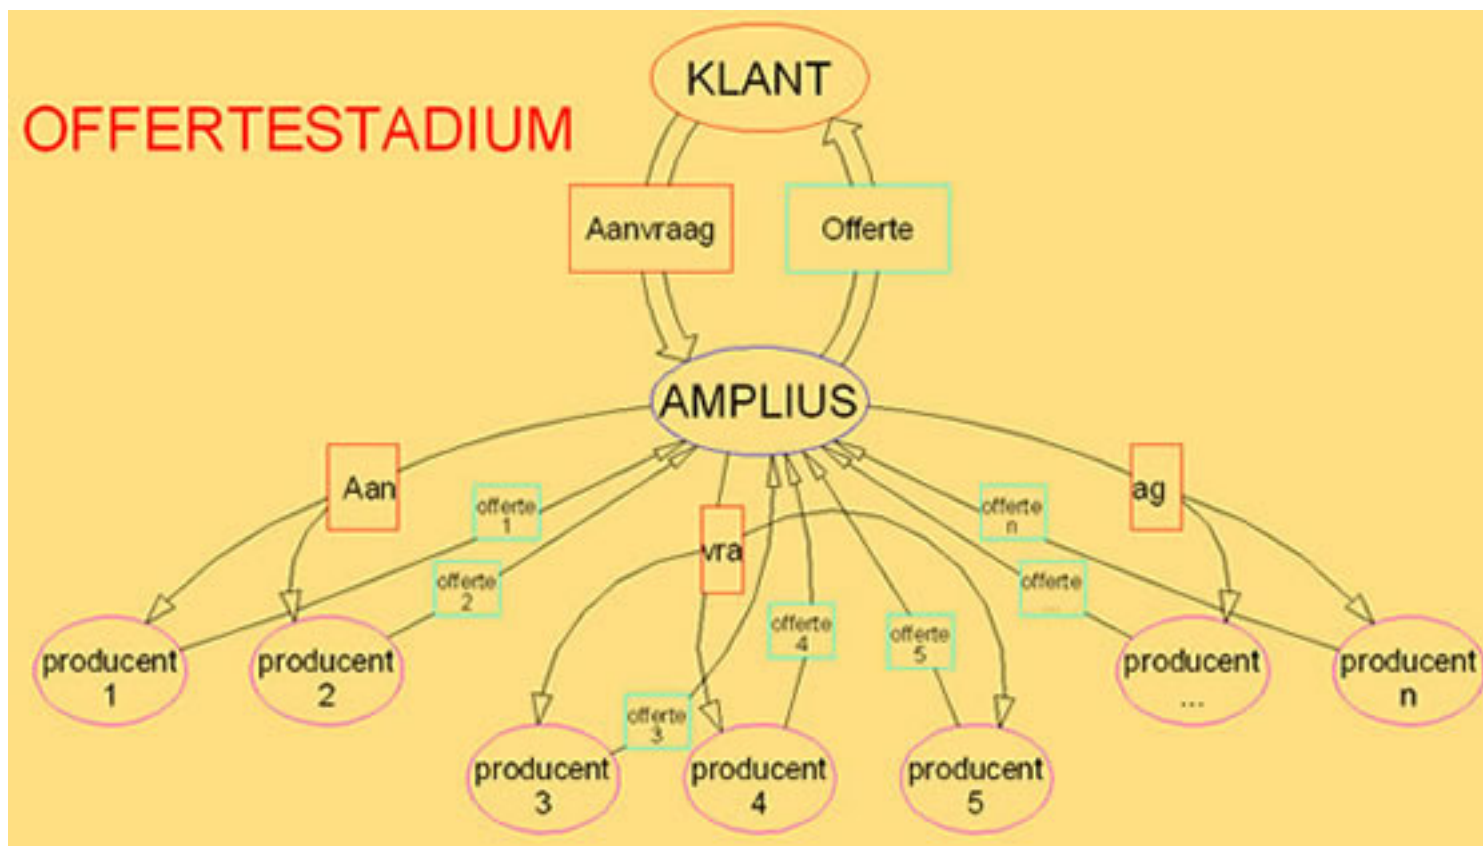 KLANT
OFFERTESTADIUM
Aanvraag
Offerte
AMPLIUS
Aan
vra
ag
offerte
1
offerte
2
offerte
n
offerte
...
offerte
4
offerte
5
offerte
3
producent
1
producent
2
producent
...
producent
n
producent
3
producent
4
producent
5